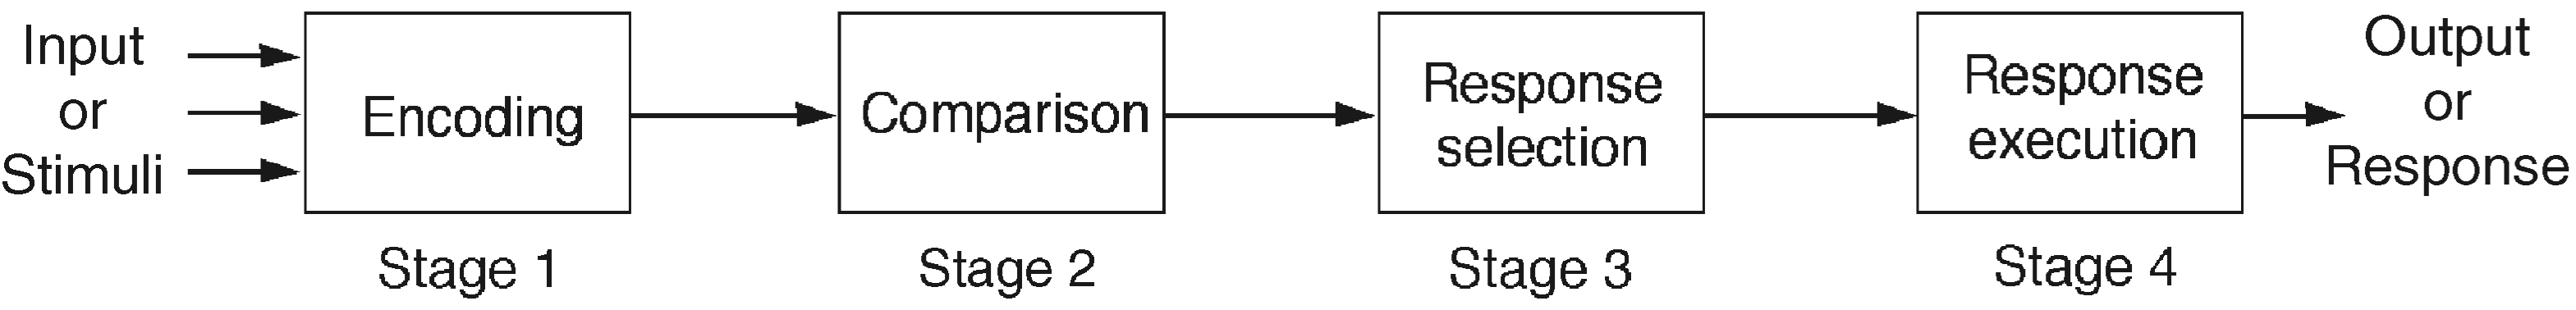 Input
or
Stimuli
Encoding
Stage 1
Comparison
Stage 2
Response
selection
Stage 3
Response
execution
Stage 4
Output
or
Response